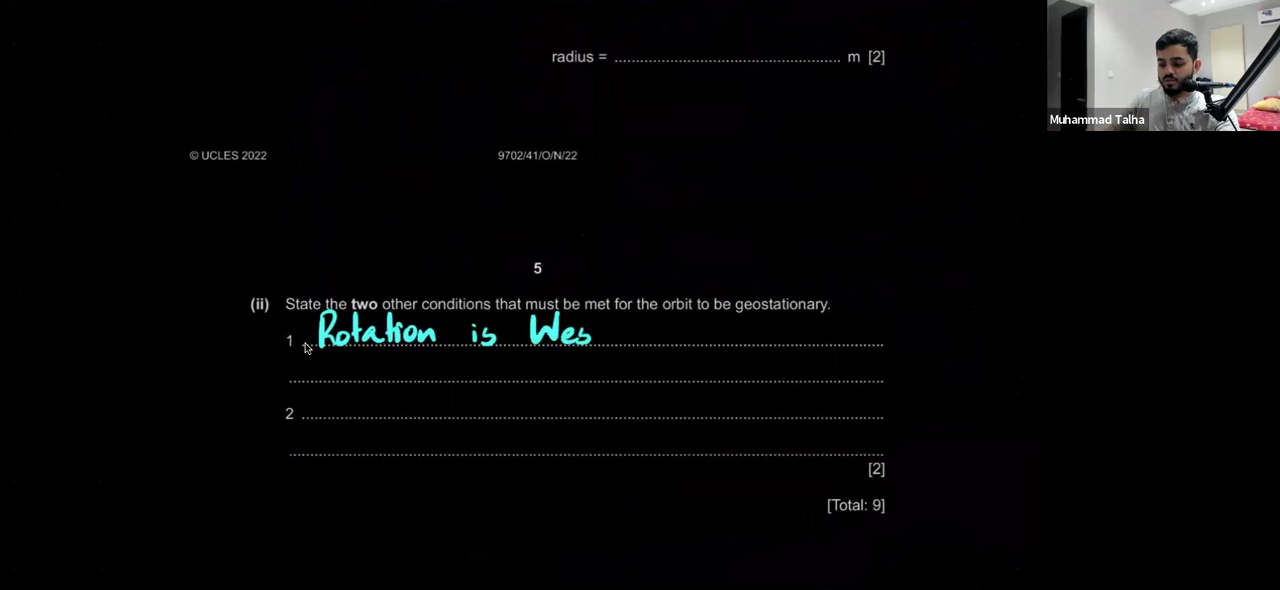 radius = ........................................ m [2]
Muhammad Talha
© UCLES 2022
9702/41/O/N/22
5
(ii) State the two other conditions that must be met for the orbit to be geostationary.
1 Rotation is Wes
2
[2]
[Total: 9]